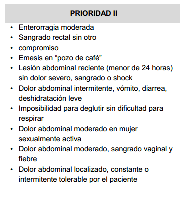 PRIORIDAD II
• Enterorragia moderada
• Sangrado rectal sin otro
• compromiso
• Emesis en “pozo de café”
• Lesión abdominal reciente (menor de 24 horas)
sin dolor severo, sangrado o shock
• Dolor abdominal intermitente, vómito, diarrea,
deshidratación leve
• Imposibilidad para deglutir sin dificultad para
respirar
• Dolor abdominal moderado en mujer
sexualmente activa
• Dolor abdominal moderado, sangrado vaginal y
fiebre
• Dolor abdominal localizado, constante o
intermitente tolerable por el paciente